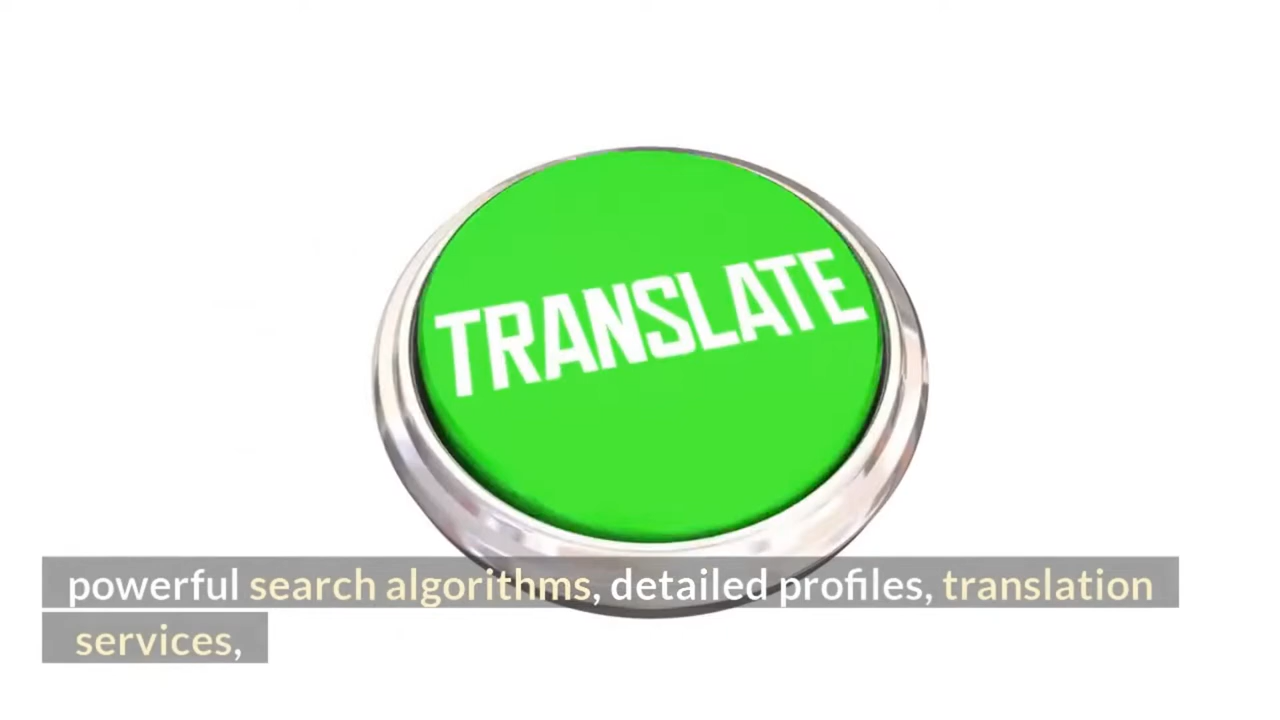 TRANSLATE
powerful search algorithms, detailed profiles, translation
services,